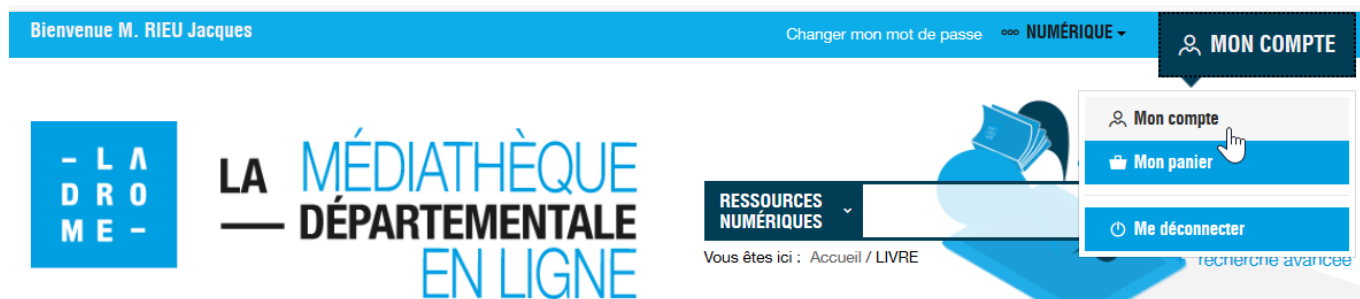 Bienvenue M. RIEU Jacques
Changer mon mot de passe
NUMÉRIQUE
MON COMPTE
Mon compte
Mon panier
Me déconnecter
- L A
D R O
M E -
LA MÉDIATHÈQUE
DÉPARTEMENTALE
EN LIGNE
RESSOURCES
NUMÉRIQUES
Vous êtes ici : Accueil / LIVRE
recherche avancée